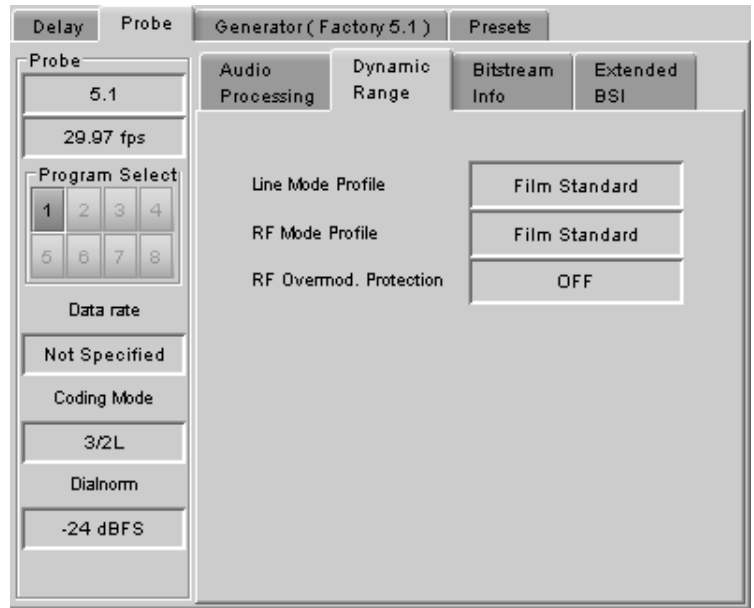 Delay Probe Generator ( Factory 5.1 ) Presets
Probe
5.1
29.97 fps
Program Select
1 2 3 4
5 6 7 8
Data rate
Not Specified
Coding Mode
3/2L
Dialnorm
-24 dBFS
Audio Processing
Dynamic Range
Bitstream Info
Extended BSI
Line Mode Profile Film Standard
RF Mode Profile Film Standard
RF Overmod. Protection OFF